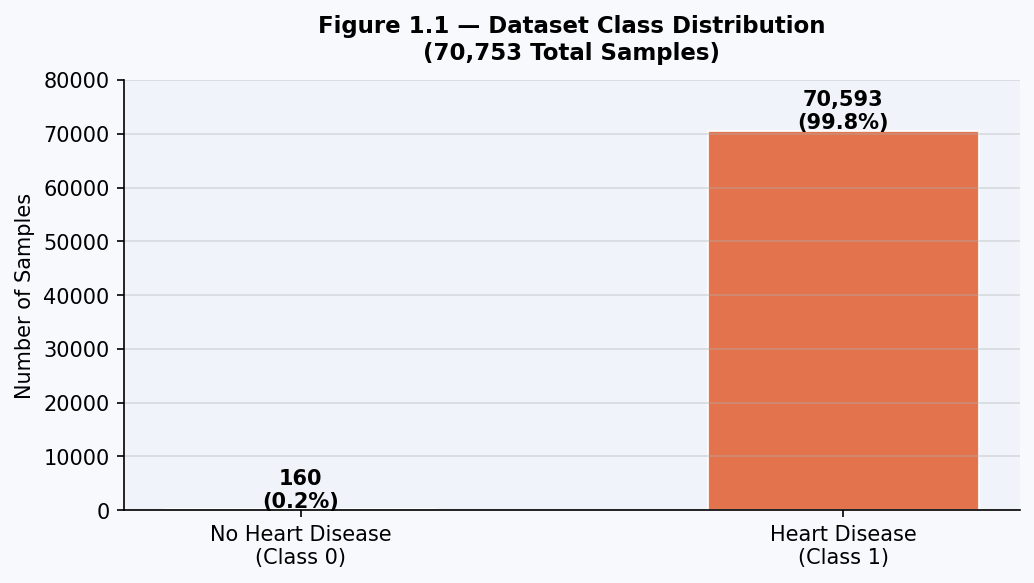 Figure 1.1 — Dataset Class Distribution
(70,753 Total Samples)
Number of Samples
80000
70000
60000
50000
40000
30000
20000
10000
0
160
(0.2%)
70,593
(99.8%)
No Heart Disease
(Class 0)
Heart Disease
(Class 1)